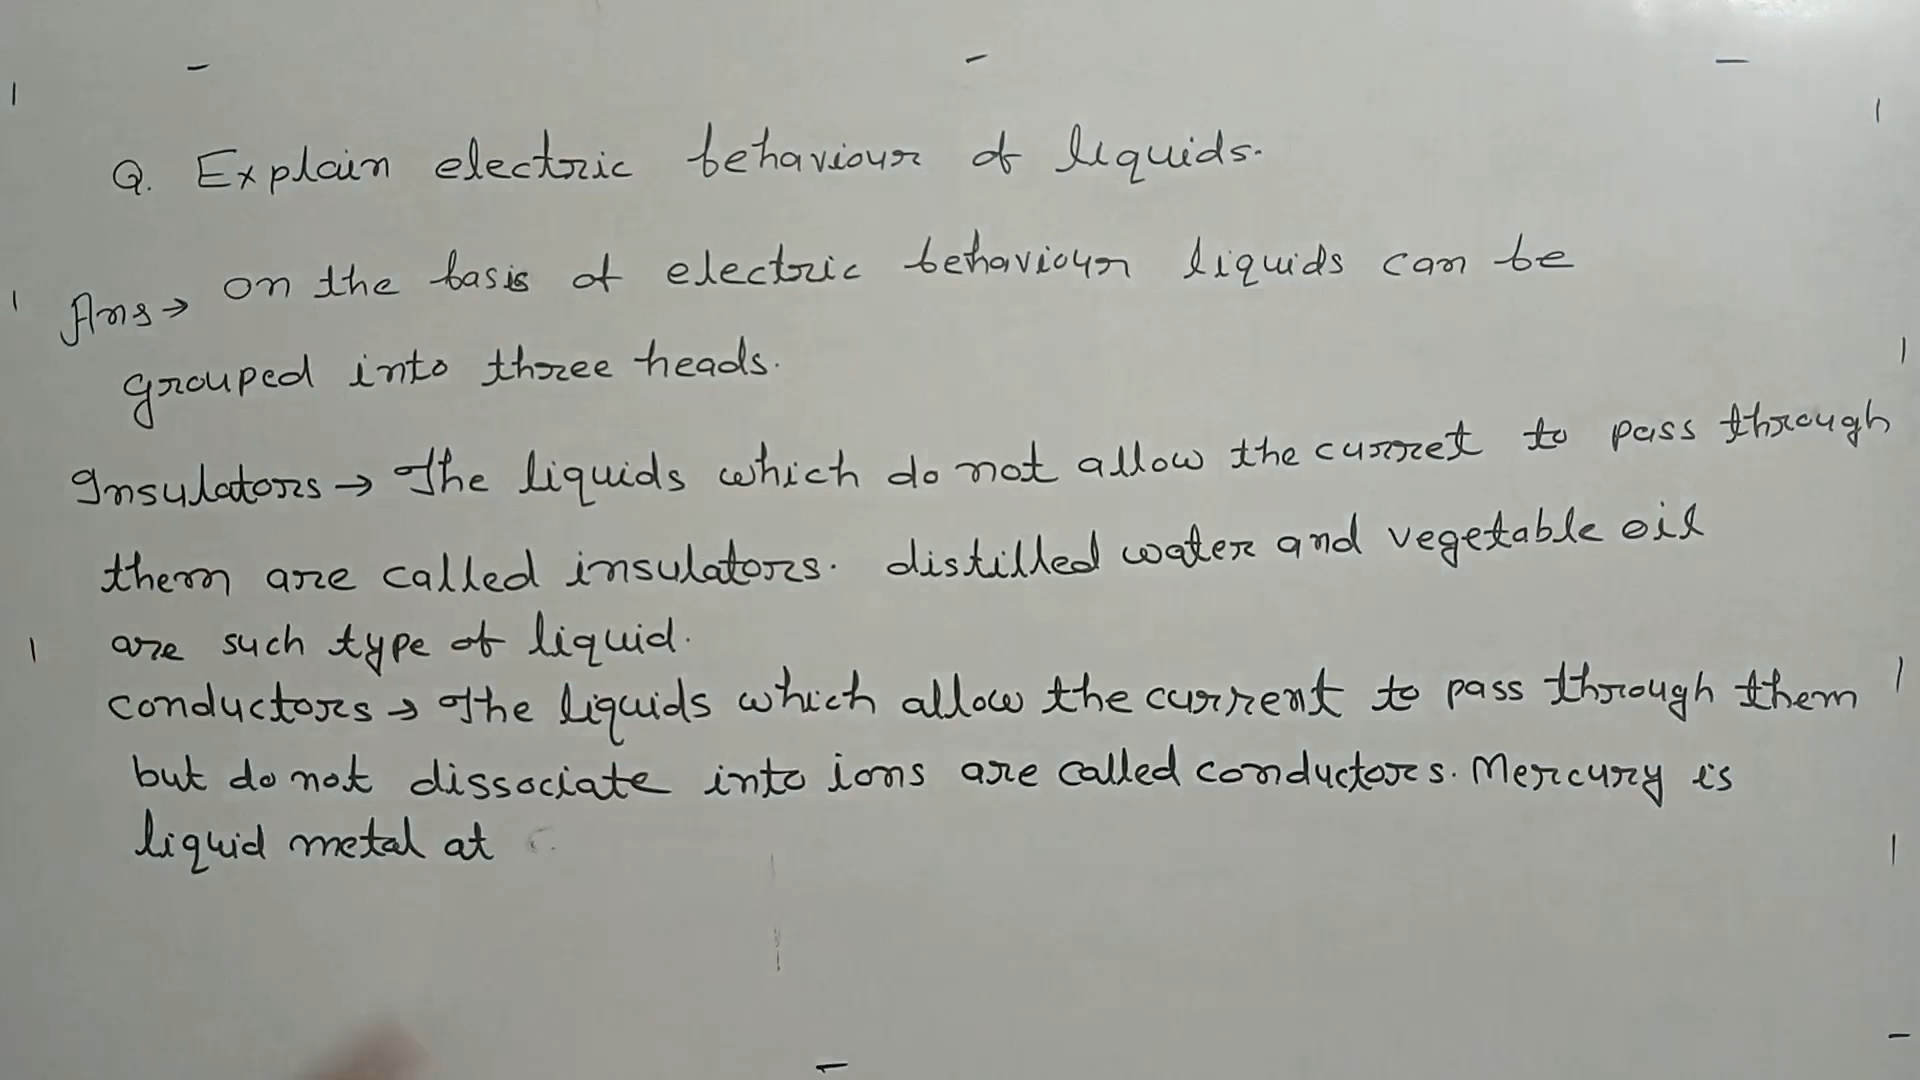 Q. Explain electric behaviour of liquids.
Ans→ on the basis of electric behaviour liquids can be
grouped into three heads.
Insulators → The liquids which do not allow the curret to pass through
them are called insulators. distilled water and vegetable oil
are such type of liquid.
conductors → The liquids which allow the current to pass through them
but do not dissociate into ions are called conductors. Mercury is
liquid metal at